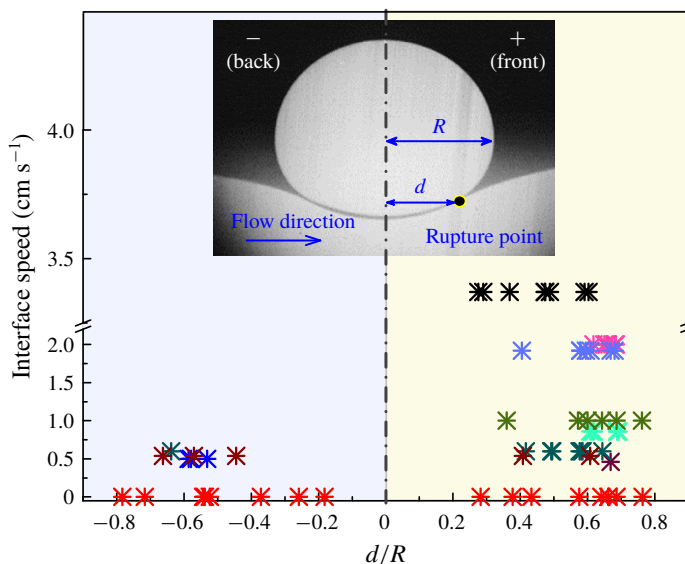 − +
(back) (front)
R
d
Flow direction
Rupture point
Interface speed (cm s⁻¹)
4.0
3.5
2.0
1.0
0.5
0
−0.8 −0.6 −0.4 −0.2 0 0.2 0.4 0.6 0.8
d/R